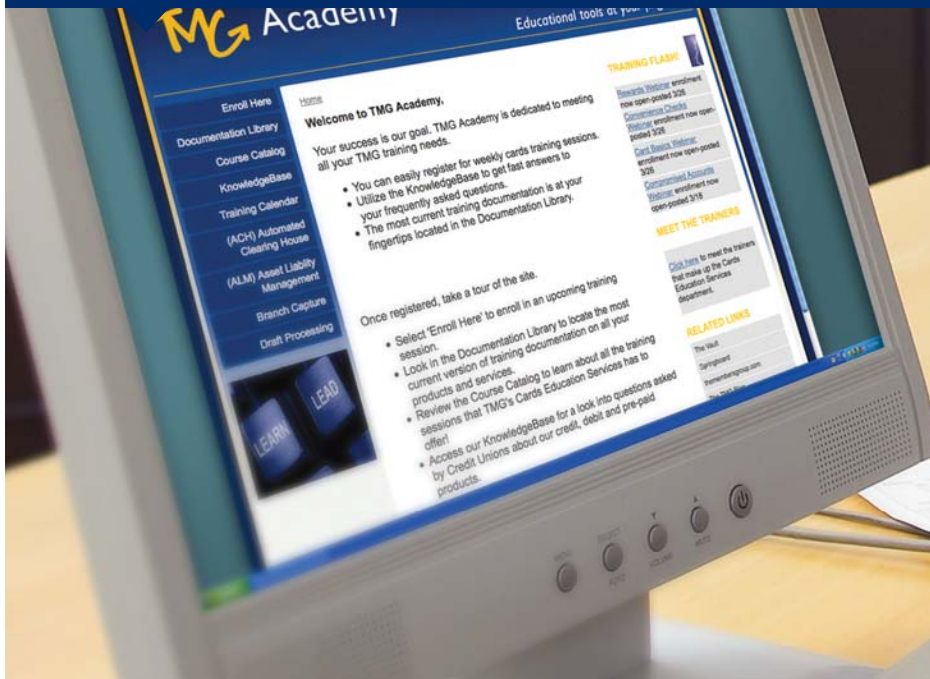 TMG Academy
Educational tools at your
Enroll Here
Documentation Library
Course Catalog
KnowledgeBase
Training Calendar
(ACH) Automated
Clearing House
(ALM) Asset Liability
Management
Branch Capture
Draft Processing
LEARN
LEAD
Home
Welcome to TMG Academy,
Your success is our goal. TMG Academy is dedicated to meeting
all your TMG training needs.
• You can easily register for weekly cards training sessions.
• Utilize the KnowledgeBase to get fast answers to
your frequently asked questions.
• The most current training documentation is at your
fingertips located in the Documentation Library.
Once registered, take a tour of the site.
• Select 'Enroll Here' to enroll in an upcoming training
session.
• Look in the Documentation Library to locate the most
current version of training documentation on all your
products and services.
• Review the Course Catalog to learn about all the training
sessions that TMG's Cards Education Services has to
offer!
• Access our KnowledgeBase for a look into questions asked
by Credit Unions about our credit, debit and pre-paid
products.
TRAINING FLASH!
Rewards Webinar enrollment
now open-posted 3/26
Convenience Checks
Webinar enrollment now open-
posted 3/26
Card Basics Webinar
enrollment now open-posted
3/26
Compromised Accounts
Webinar enrollment now
open-posted 3/18
MEET THE TRAINERS
Click here to meet the trainers
that make up the Cards
Education Services
department.
RELATED LINKS
The Vault
Springboard
themembersgroup.com
MENU
SELECT
AUTO
VOLUME
MUTE